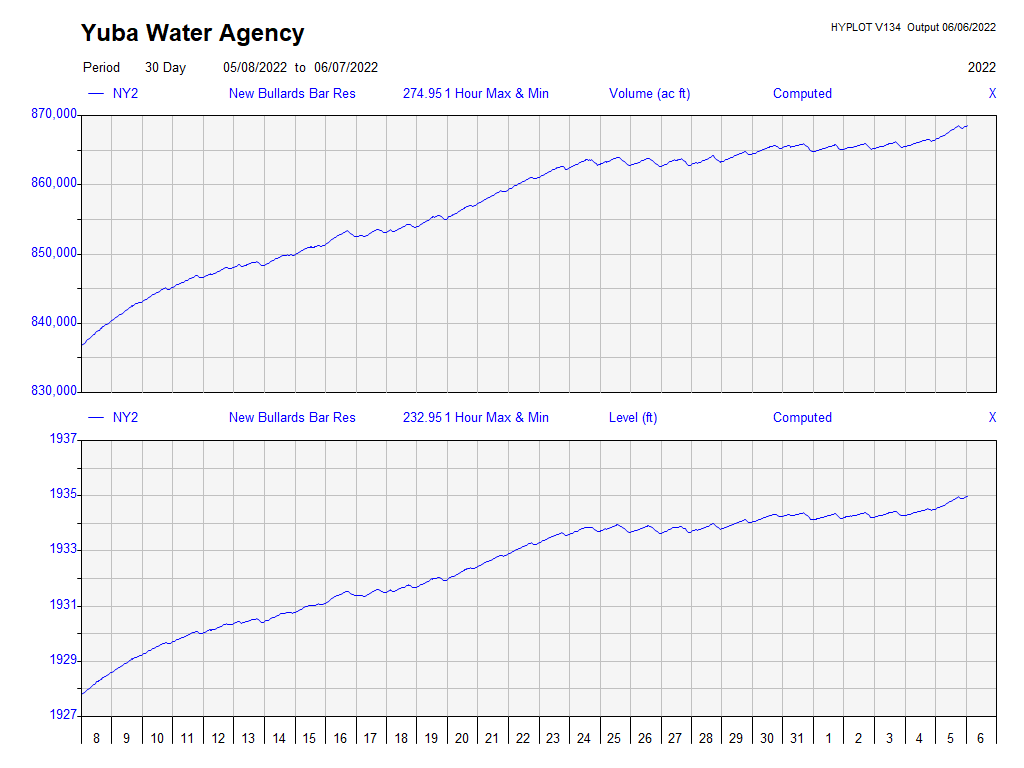 Yuba Water Agency
HYPLOT V134 Output 06/06/2022
Period 30 Day 05/08/2022 to 06/07/2022 2022
NY2 New Bullards Bar Res 274.95 1 Hour Max & Min Volume (ac ft) Computed X
870,000
860,000
850,000
840,000
830,000
NY2 New Bullards Bar Res 232.95 1 Hour Max & Min Level (ft) Computed X
1937
1935
1933
1931
1929
1927
8 9 10 11 12 13 14 15 16 17 18 19 20 21 22 23 24 25 26 27 28 29 30 31 1 2 3 4 5 6